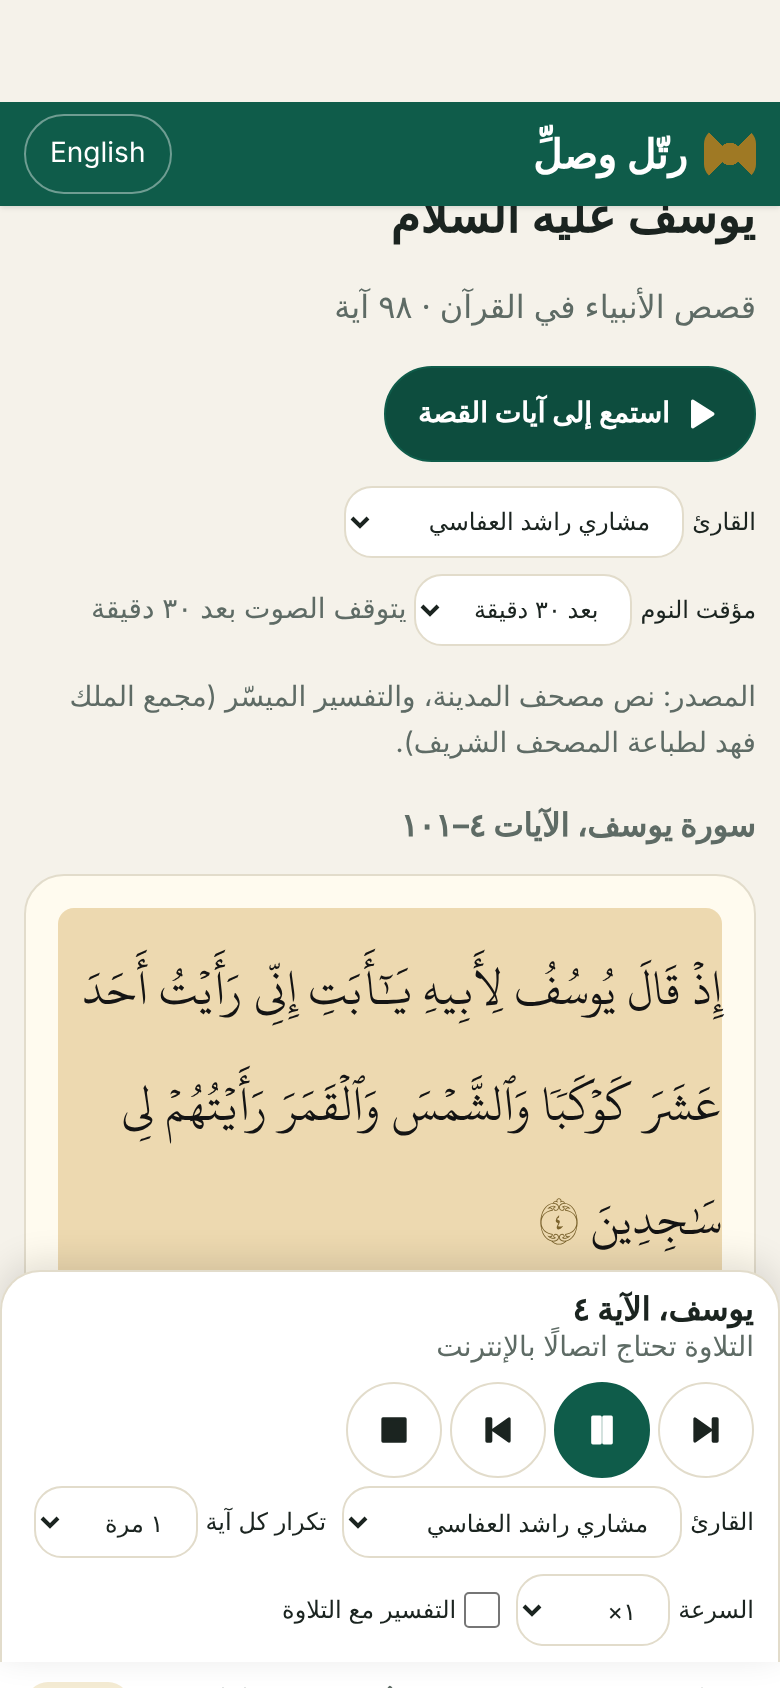 رتّل وصلِّ
English
يوسف عليه السلام
قصص الأنبياء في القرآن · ٩٨ آية
استمع إلى آيات القصة
القارئ مشاري راشد العفاسي
مؤقت النوم بعد ٣٠ دقيقة يتوقف الصوت بعد ٣٠ دقيقة
المصدر: نص مصحف المدينة، والتفسير الميسّر (مجمع الملك
فهد لطباعة المصحف الشريف).
سورة يوسف، الآيات ٤–١٠١
إِذۡ قَالَ يُوسُفُ لِأَبِيهِ يَـٰٓأَبَتِ إِنِّي رَأَيۡتُ أَحَدَ
عَشَرَ كَوۡكَبٗا وَٱلشَّمۡسَ وَٱلۡقَمَرَ رَأَيۡتُهُمۡ لِي
سَـٰجِدِينَ ٤
يوسف، الآية ٤
التلاوة تحتاج اتصالًا بالإنترنت
القارئ مشاري راشد العفاسي تكرار كل آية ١ مرة
السرعة ١× التفسير مع التلاوة